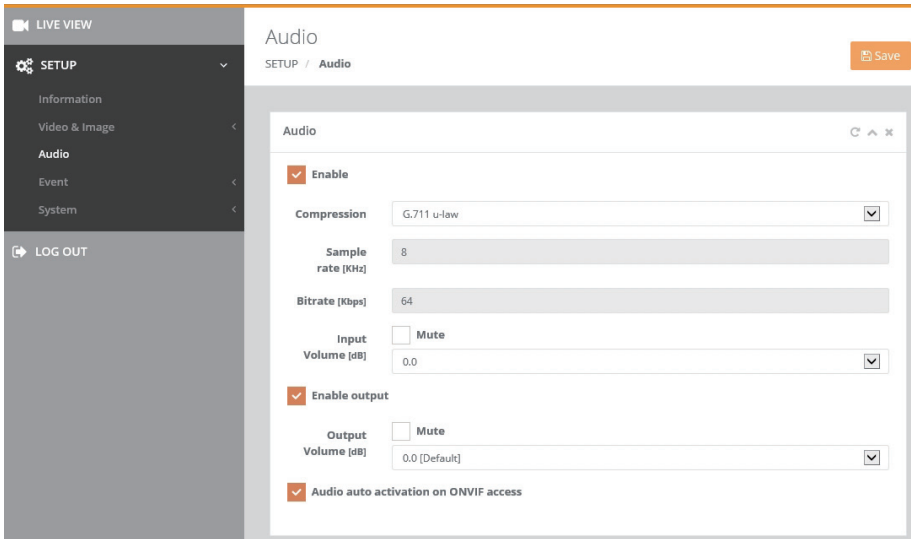 LIVE VIEW
SETUP
Information
Video & Image
Audio
Event
System
LOG OUT
Audio
SETUP / Audio
Save
Audio
Enable
Compression
G.711 u-law
Sample
rate [KHz]
8
Bitrate [Kbps]
64
Input
Volume [dB]
Mute
0.0
Enable output
Output
Volume [dB]
Mute
0.0 [Default]
Audio auto activation on ONVIF access